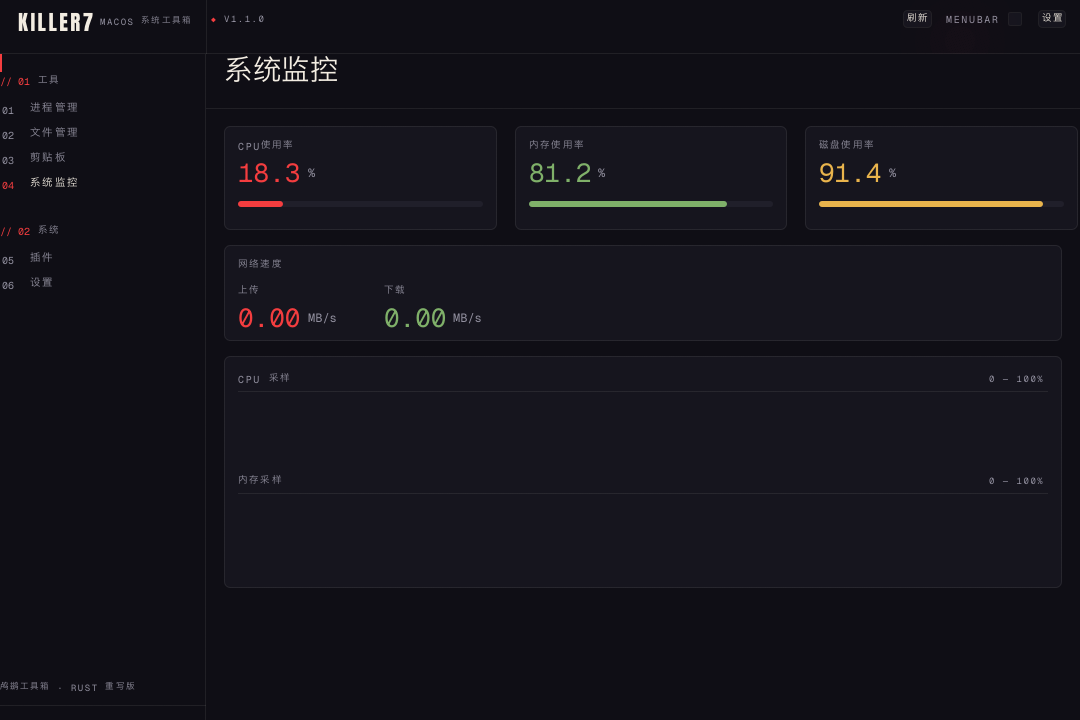 KILLER7 MACOS 系统工具箱 ◆ V1.1.0 刷新 MENUBAR 设置
// 01 工具
01 进程管理
02 文件管理
03 剪贴板
04 系统监控
// 02 系统
05 插件
06 设置
工具箱 · RUST 重写版
系统监控
CPU使用率
18.3 %
内存使用率
81.2 %
磁盘使用率
91.4 %
网络速度
上传 下载
0.00 MB/s 0.00 MB/s
CPU 采样 0 — 100%
内存采样 0 — 100%